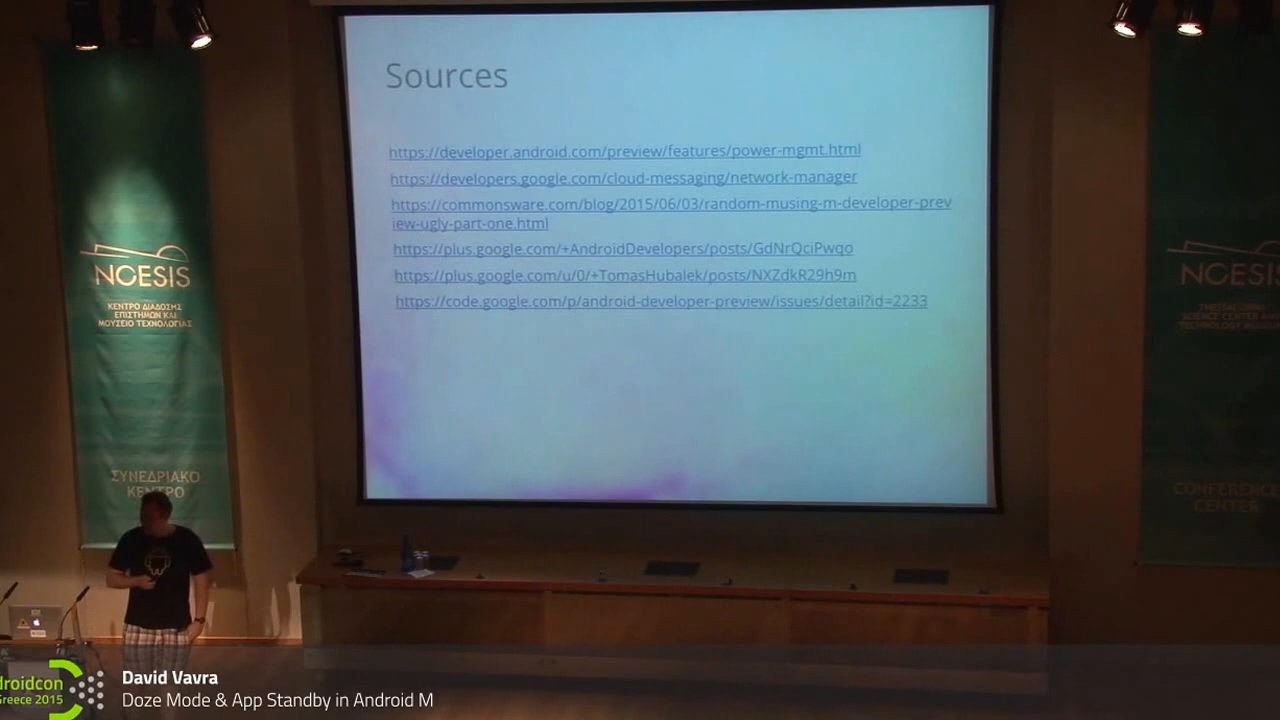 Sources
https://developer.android.com/preview/features/power-mgmt.html
https://developers.google.com/cloud-messaging/network-manager
https://commonsware.com/blog/2015/06/03/random-musing-m-developer-prev
iew-ugly-part-one.html
https://plus.google.com/+AndroidDevelopers/posts/GdNrQciPwqo
https://plus.google.com/u/0/+TomasHubalek/posts/NXZdkR29h9m
https://code.google.com/p/android-developer-preview/issues/detail?id=2233
NOESIS
ΚΕΝΤΡΟ ΔΙΑΔΟΣΗΣ
ΕΠΙΣΤΗΜΩΝ ΚΑΙ
ΜΟΥΣΕΙΟ ΤΕΧΝΟΛΟΓΙΑΣ
ΣΥΝΕΔΡΙΑΚΟ
ΚΕΝΤΡΟ
NOESIS
SCIENCE CENTER AND
TECHNOLOGY
CONFERENCE
CENTER
droidcon
Greece 2015
David Vavra
Doze Mode & App Standby in Android M